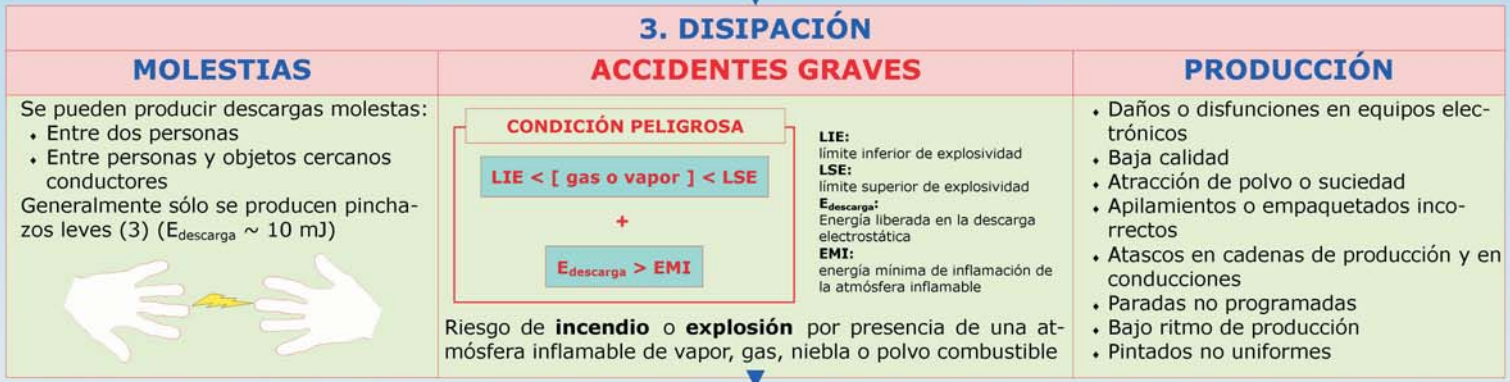 3. DISIPACIÓN
MOLESTIAS
Se pueden producir descargas molestas:
• Entre dos personas
• Entre personas y objetos cercanos
conductores
Generalmente sólo se producen pincha-
zos leves (3) (Edescarga ~ 10 mJ)
ACCIDENTES GRAVES
CONDICIÓN PELIGROSA
LIE < [ gas o vapor ] < LSE
+
Edescarga > EMI
LIE:
límite inferior de explosividad
LSE:
límite superior de explosividad
Edescarga:
Energía liberada en la descarga
electrostática
EMI:
energía mínima de inflamación de
la atmósfera inflamable
Riesgo de incendio o explosión por presencia de una at-
mósfera inflamable de vapor, gas, niebla o polvo combustible
PRODUCCIÓN
• Daños o disfunciones en equipos elec-
trónicos
• Baja calidad
• Atracción de polvo o suciedad
• Apilamientos o empaquetados inco-
rrectos
• Atascos en cadenas de producción y en
conducciones
• Paradas no programadas
• Bajo ritmo de producción
• Pintados no uniformes